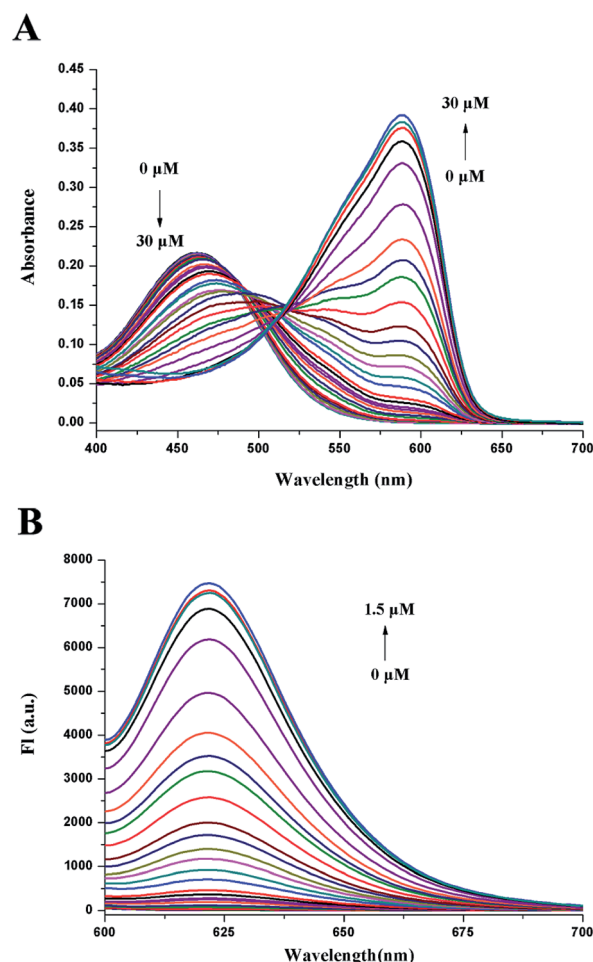 A
0.45
0.40
0.35
0.30
0.25
0.20
0.15
0.10
0.05
0.00
Absorbance
0 µM
30 µM
30 µM
0 µM
400 450 500 550 600 650 700
Wavelength (nm)
B
8000
7000
6000
5000
4000
3000
2000
1000
0
FI (a.u.)
1.5 µM
0 µM
600 625 650 675 700
Wavelength(nm)